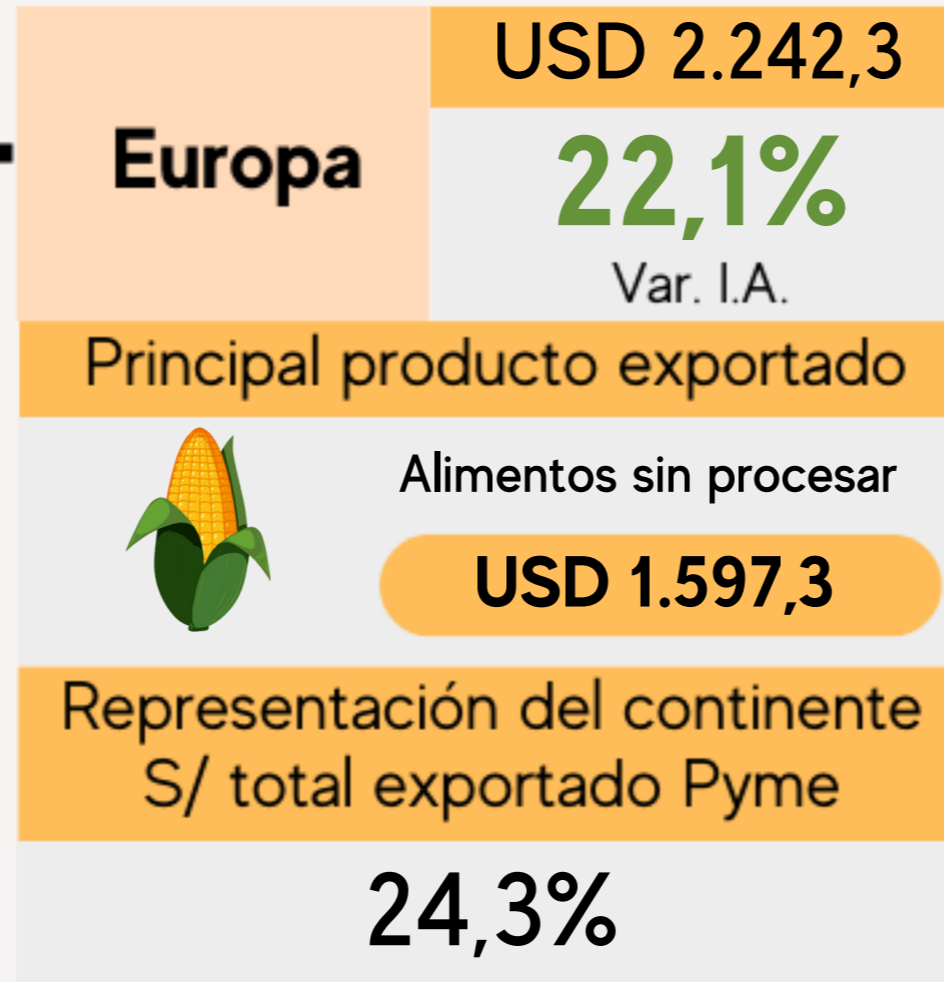 USD 2.242,3
Europa
22,1%
Var. I.A.
Principal producto exportado
Alimentos sin procesar
USD 1.597,3
Representación del continente
S/ total exportado Pyme
24,3%